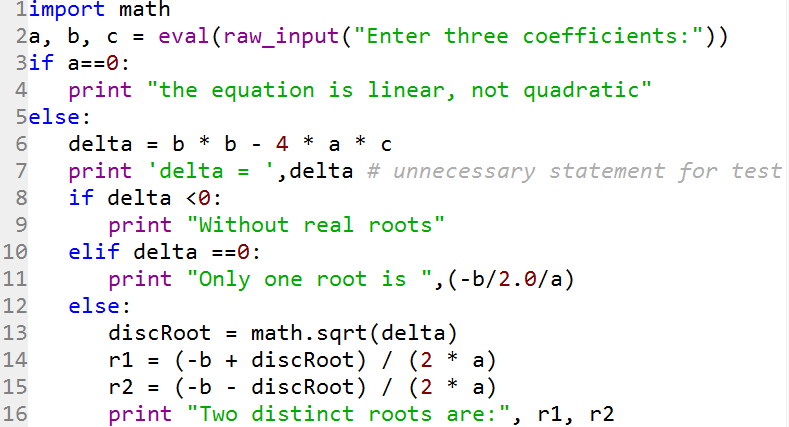 1import math
2a, b, c = eval(raw_input("Enter three coefficients:"))
3if a==0:
4   print "the equation is linear, not quadratic"
5else:
6   delta = b * b - 4 * a * c
7   print 'delta = ',delta # unnecessary statement for test
8   if delta <0:
9      print "Without real roots"
10   elif delta ==0:
11      print "Only one root is ",(-b/2.0/a)
12   else:
13      discRoot = math.sqrt(delta)
14      r1 = (-b + discRoot) / (2 * a)
15      r2 = (-b - discRoot) / (2 * a)
16      print "Two distinct roots are:", r1, r2